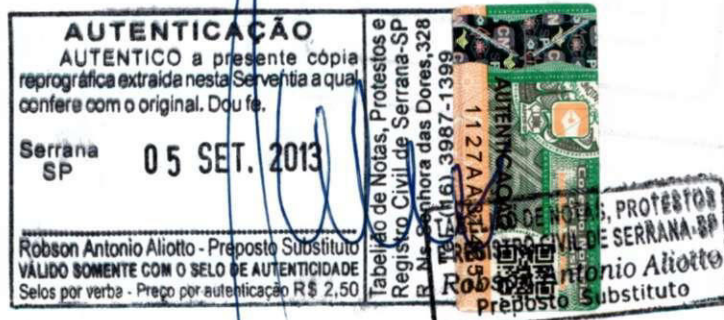 AUTENTICAÇÃO
AUTENTICO a presente cópia
reprográfica extraida nesta Serventia a qual
confere com o original. Dou fé.
Serrana
SP
05 SET. 2013
Robson Antonio Aliotto - Preposto Substituto
VÁLIDO SOMENTE COM O SELO DE AUTENTICIDADE
Selos por verba - Preço por autenticação R$ 2,50
Tabelião de Notas, Protestos e
Registro Civil de Serrana-SP
R. Na. Senhora das Dores, 328
(16) 3987-1399
AUTENTICAÇÃO
1127AA
DE NOTAS, PROTESTOS
CIVIL DE SERRANA-SP
Antonio Aliotto
Preposto Substituto